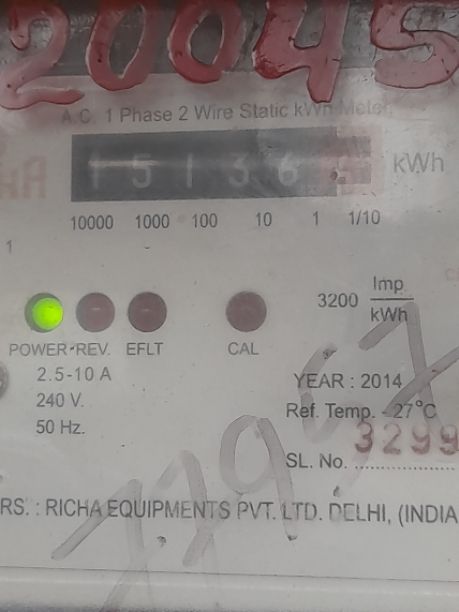 20045
A.C. 1 Phase 2 Wire Static kWh Meter
15136 kWh
10000 1000 100 10 1 1/10
1
3200 Imp/kWh
POWER REV. EFLT CAL
2.5-10 A
240 V.
50 Hz.
YEAR : 2014
Ref. Temp. - 27°C
SL. No. 3299
RS. : RICHA EQUIPMENTS PVT. LTD. DELHI, (INDIA